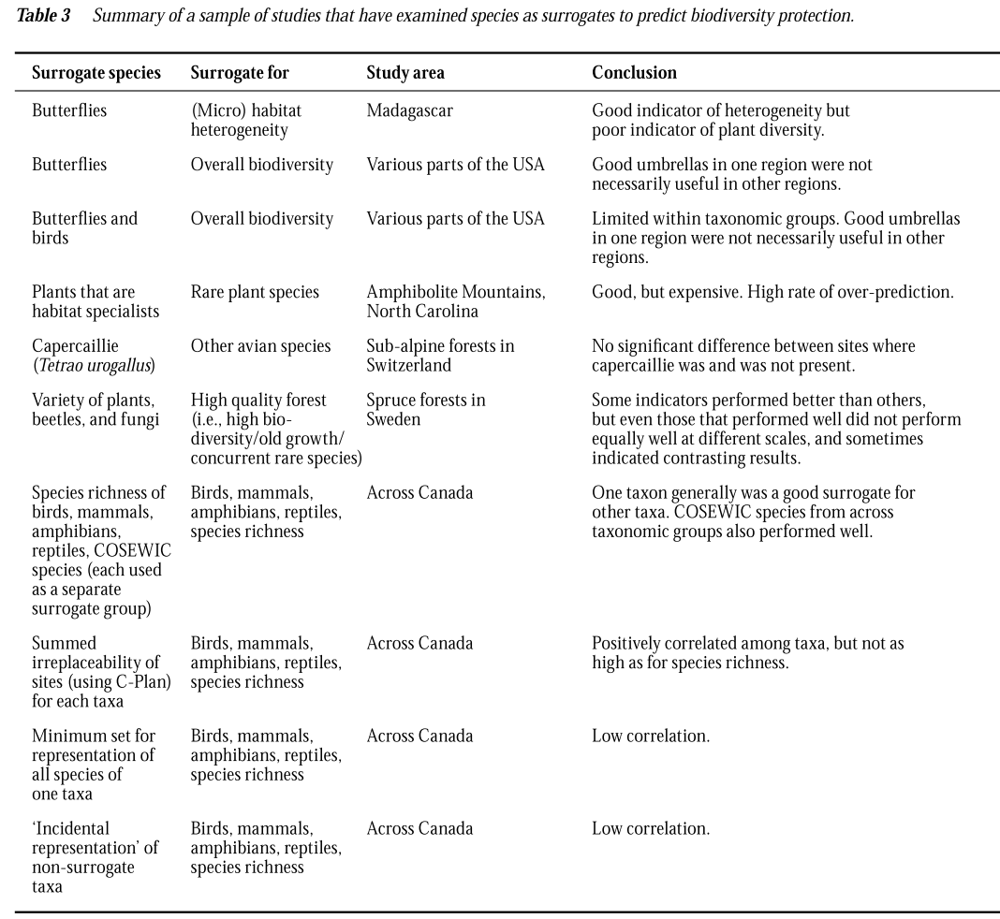 Table 3 Summary of a sample of studies that have examined species as surrogates to predict biodiversity protection.
Surrogate species Surrogate for Study area Conclusion
Butterflies (Micro) habitat Madagascar Good indicator of heterogeneity but
heterogeneity poor indicator of plant diversity.
Butterflies Overall biodiversity Various parts of the USA Good umbrellas in one region were not
necessarily useful in other regions.
Butterflies and Overall biodiversity Various parts of the USA Limited within taxonomic groups. Good umbrellas
birds in one region were not necessarily useful in other
regions.
Plants that are Rare plant species Amphibolite Mountains, Good, but expensive. High rate of over-prediction.
habitat specialists North Carolina
Capercaillie Other avian species Sub-alpine forests in No significant difference between sites where
(Tetrao urogallus) Switzerland capercaillie was and was not present.
Variety of plants, High quality forest Spruce forests in Some indicators performed better than others,
beetles, and fungi (i.e., high bio- Sweden but even those that performed well did not perform
diversity/old growth/ equally well at different scales, and sometimes
concurrent rare species) indicated contrasting results.
Species richness of Birds, mammals, Across Canada One taxon generally was a good surrogate for
birds, mammals, amphibians, reptiles, other taxa. COSEWIC species from across
amphibians, species richness taxonomic groups also performed well.
reptiles, COSEWIC
species (each used
as a separate
surrogate group)
Summed Birds, mammals, Across Canada Positively correlated among taxa, but not as
irreplaceability of amphibians, reptiles, high as for species richness.
sites (using C-Plan) species richness
for each taxa
Minimum set for Birds, mammals, Across Canada Low correlation.
representation of amphibians, reptiles,
all species of species richness
one taxa
‘Incidental Birds, mammals, Across Canada Low correlation.
representation’ of amphibians, reptiles,
non-surrogate species richness
taxa